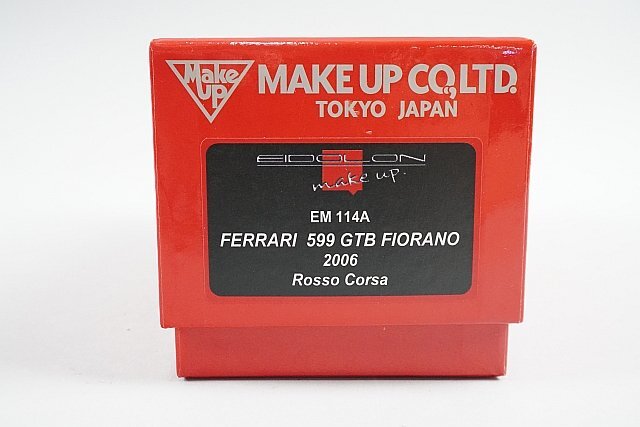 Make Up
MAKE UP CO.,LTD.
TOKYO JAPAN
EIDOLON
make up.
EM 114A
FERRARI 599 GTB FIORANO
2006
Rosso Corsa